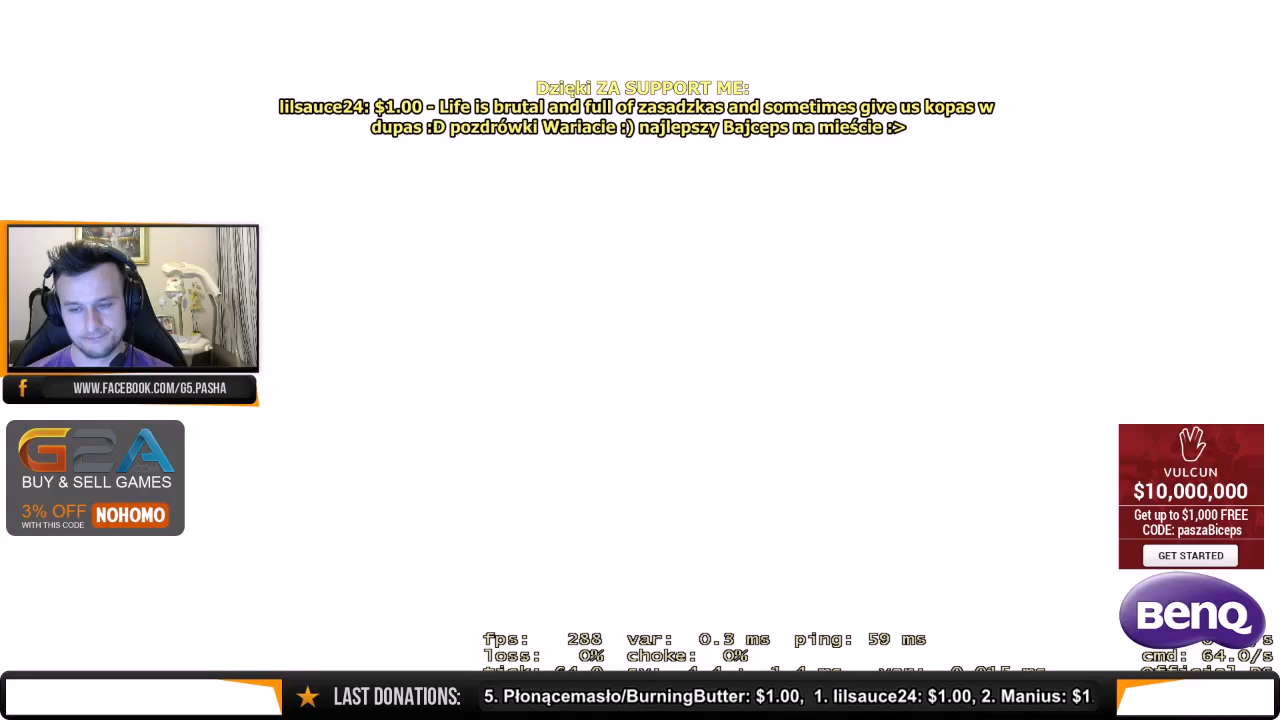 Dzięki ZA SUPPORT ME:
lilsauce24: $1.00 - Life is brutal and full of zasadzkas and sometimes give us kopas w
dupas :D pozdrówki Wariacie :) najlepszy Bajceps na mieście :>
WWW.FACEBOOK.COM/G5.PASHA
G2A
.COM
BUY & SELL GAMES
3% OFF
WITH THIS CODE
NOHOMO
VULCUN
$10,000,000
Get up to $1,000 FREE
CODE: paszaBiceps
GET STARTED
BenQ
fps: 288 var: 0.3 ms ping: 59 ms
loss: 0% choke: 0%
cmd: 64.0/s
LAST DONATIONS:
5. Płonącemasło/BurningButter: $1.00, 1. lilsauce24: $1.00, 2. Manius: $1